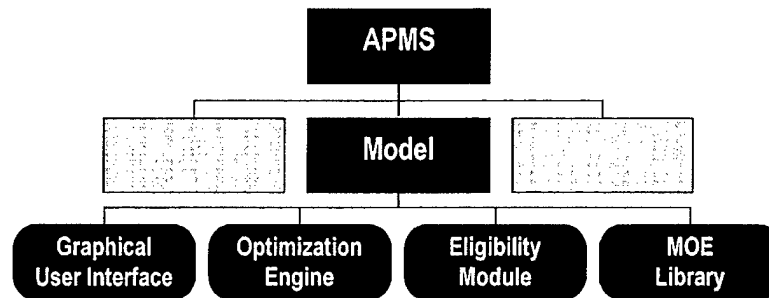 APMS
Model
Graphical
User Interface
Optimization
Engine
Eligibility
Module
MOE
Library